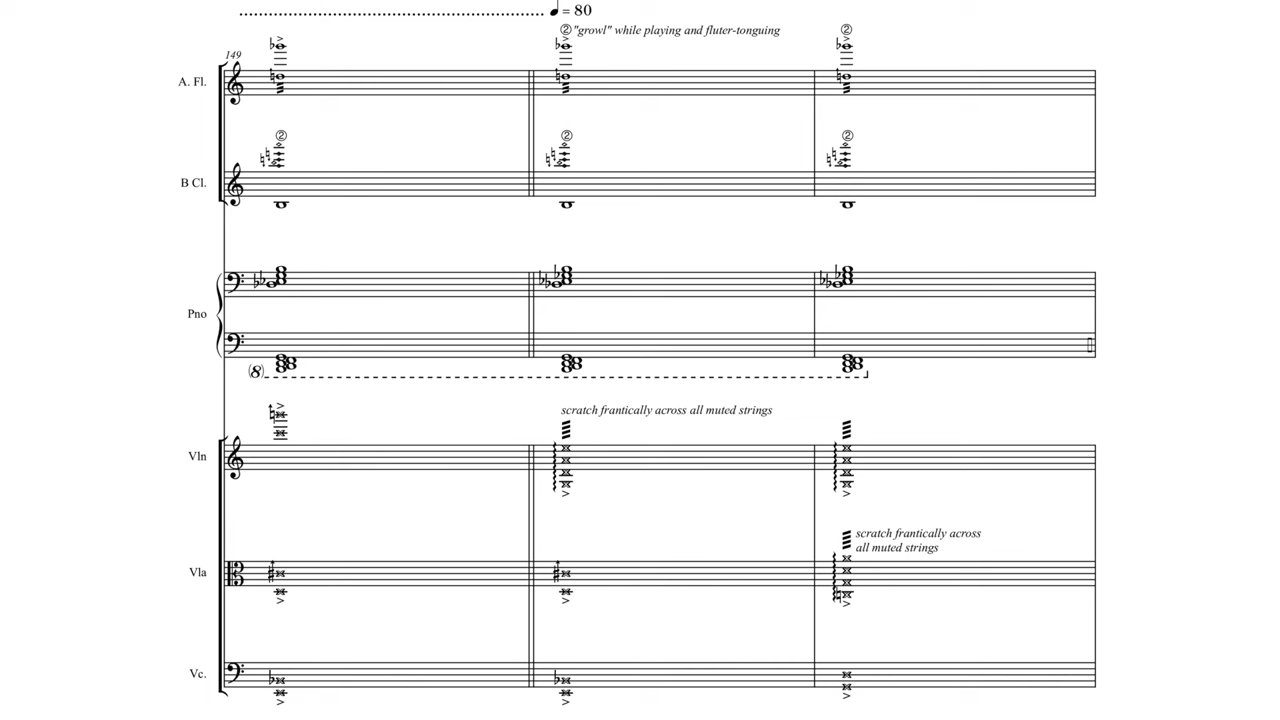 = 80
② "growl" while playing and fluter-tonguing
②
149
A. Fl.
② ② ②
B Cl.
Pno
(8)
scratch frantically across all muted strings
Vln
scratch frantically across
all muted strings
Vla
Vc.